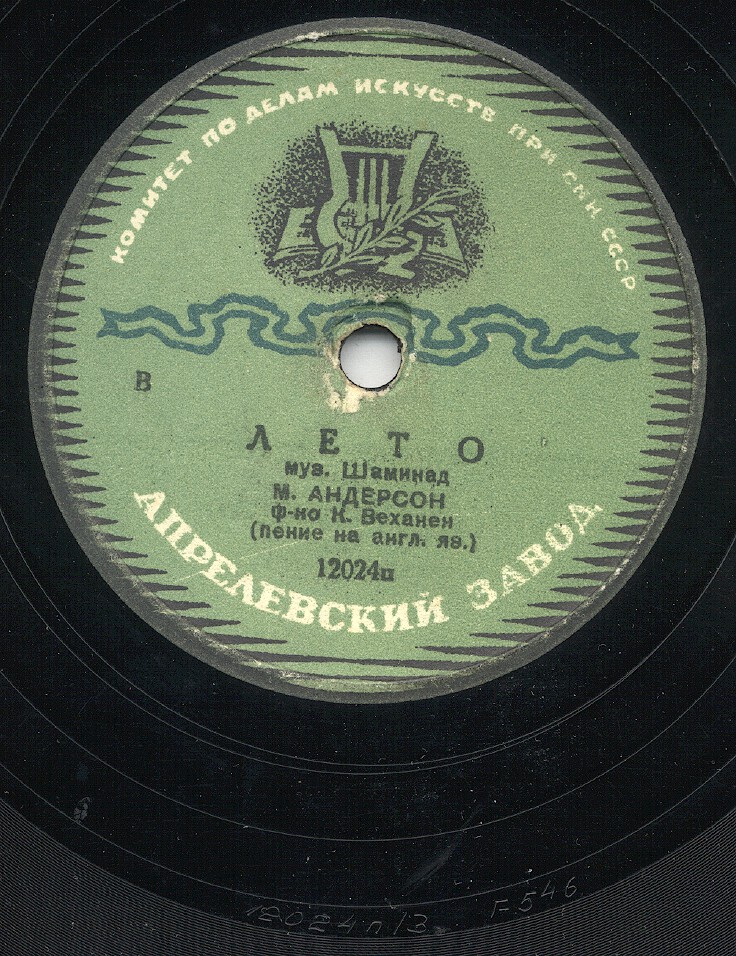 КОМИТЕТ ПО ДЕЛАМ ИСКУССТВ ПРИ СНК СССР
В
ЛЕТО
муз. Шаминад
М. АНДЕРСОН
ф-но К. Веханен
(пение на англ. яз.)
12024п
АПРЕЛЕВСКИЙ ЗАВОД
12024п/3 F546